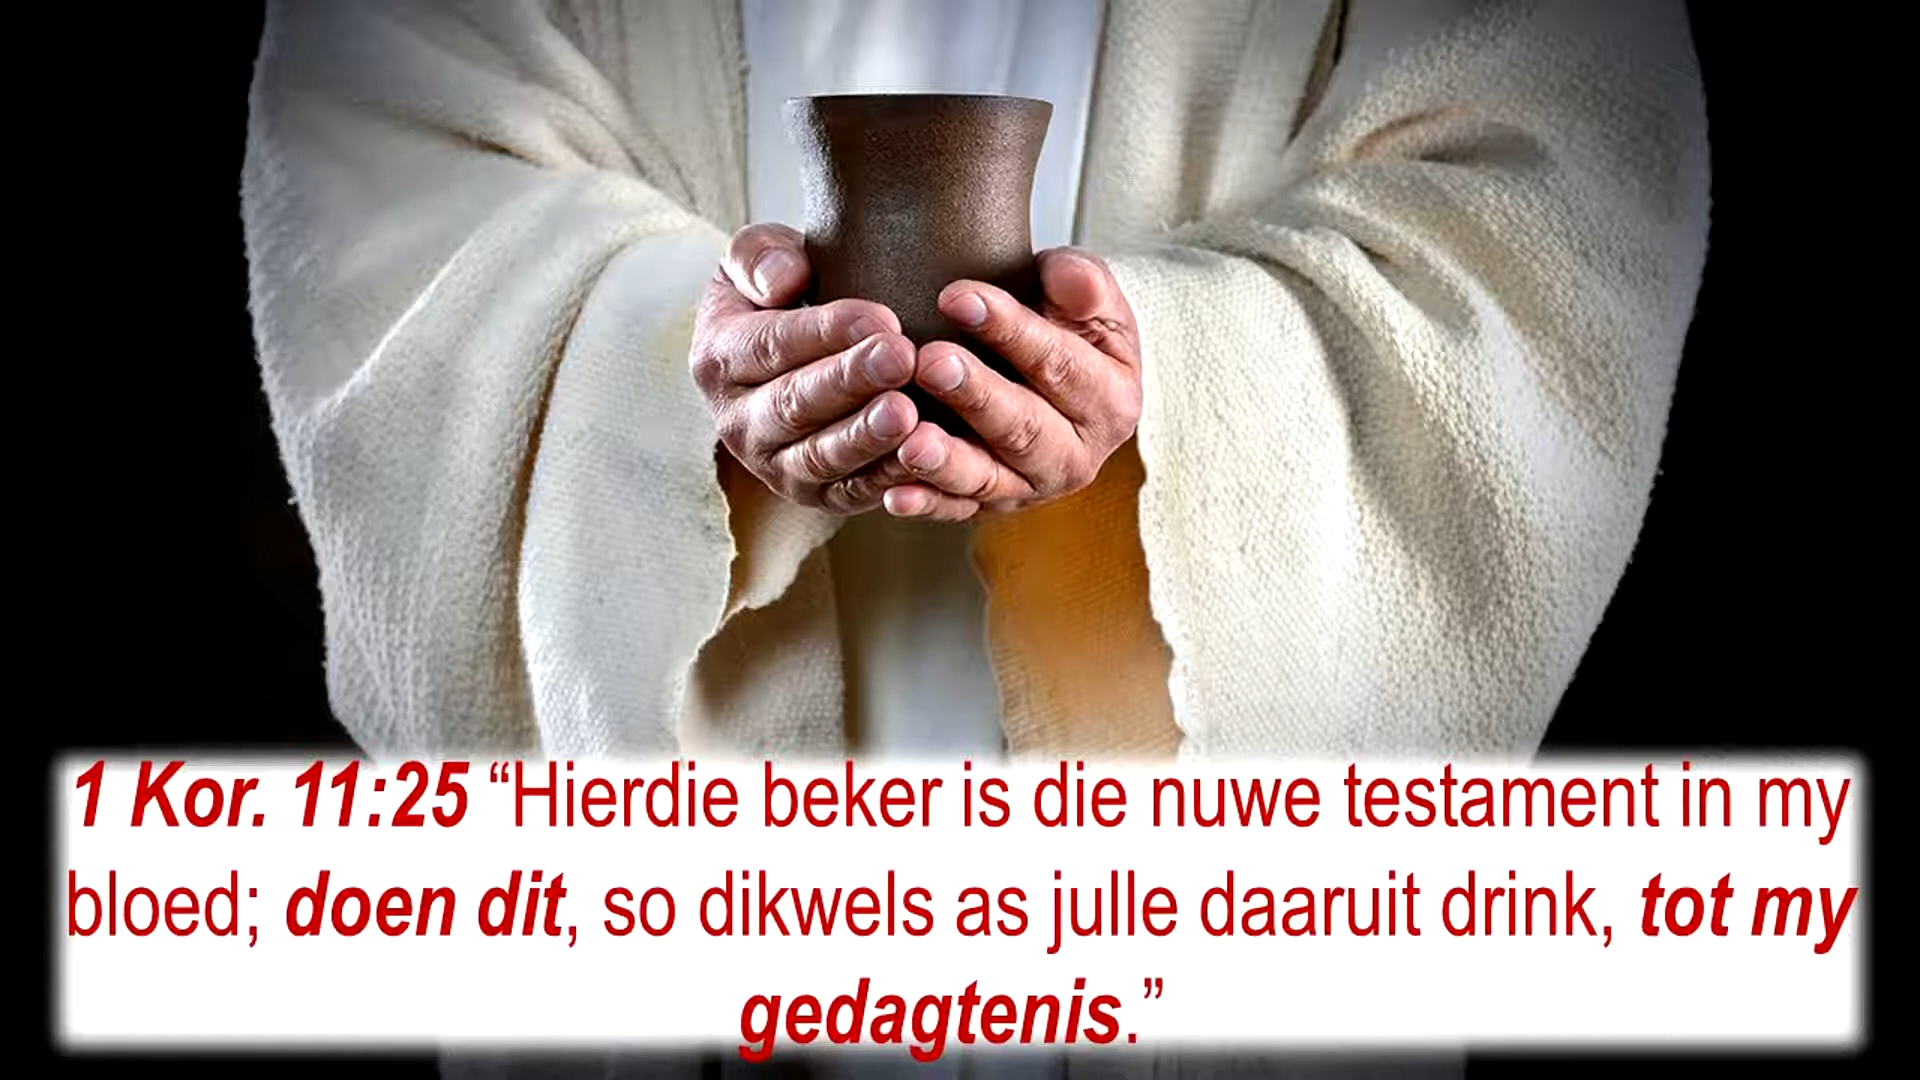 1 Kor. 11:25 “Hierdie beker is die nuwe testament in my
bloed; doen dit, so dikwels as julle daaruit drink, tot my
gedagtenis.”